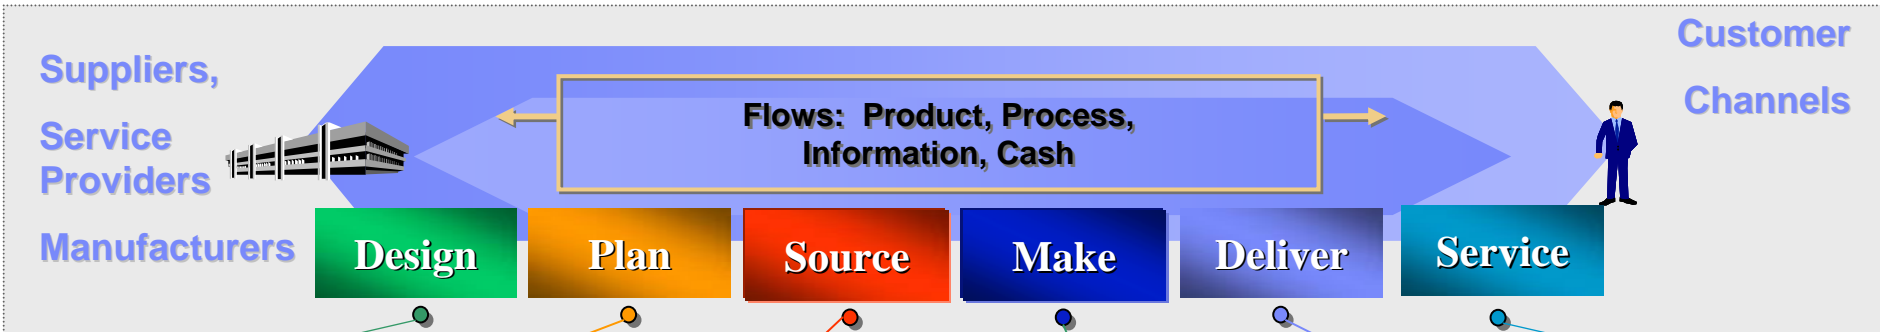 Suppliers,
Service
Providers
Manufacturers
Flows: Product, Process,
Information, Cash
Customer
Channels
Design
Plan
Source
Make
Deliver
Service